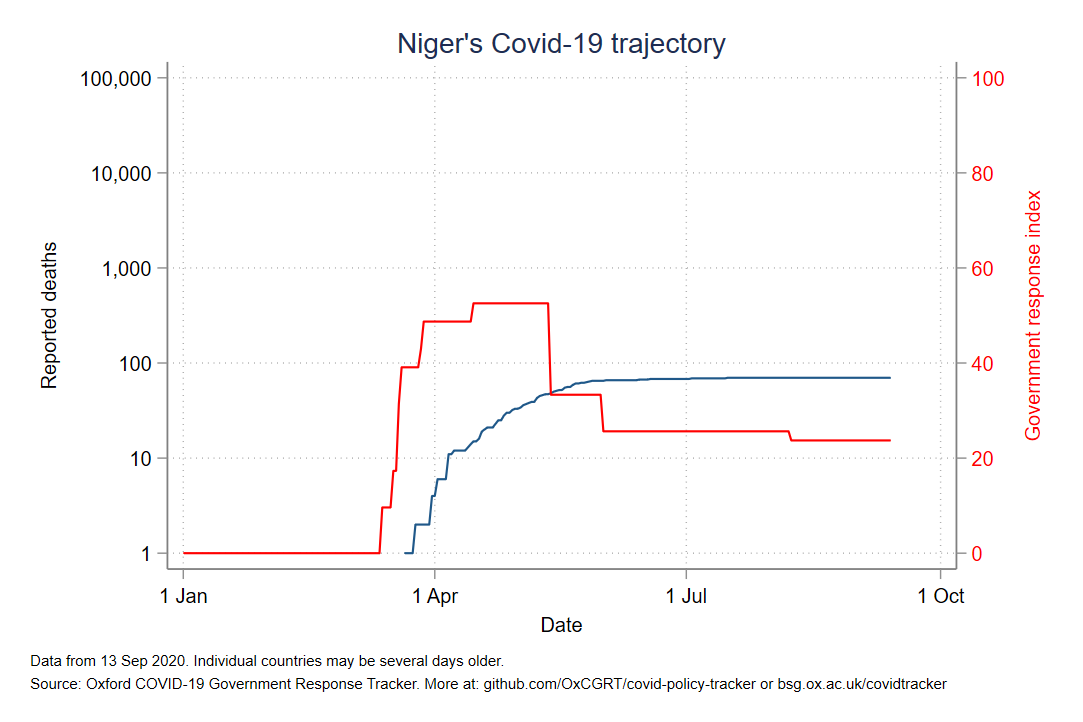 Niger's Covid-19 trajectory
100,000
10,000
1,000
100
10
1
Reported deaths
100
80
60
40
20
0
Government response index
1 Jan
1 Apr
1 Jul
1 Oct
Date
Data from 13 Sep 2020. Individual countries may be several days older.
Source: Oxford COVID-19 Government Response Tracker. More at: github.com/OxCGRT/covid-policy-tracker or bsg.ox.ac.uk/covidtracker